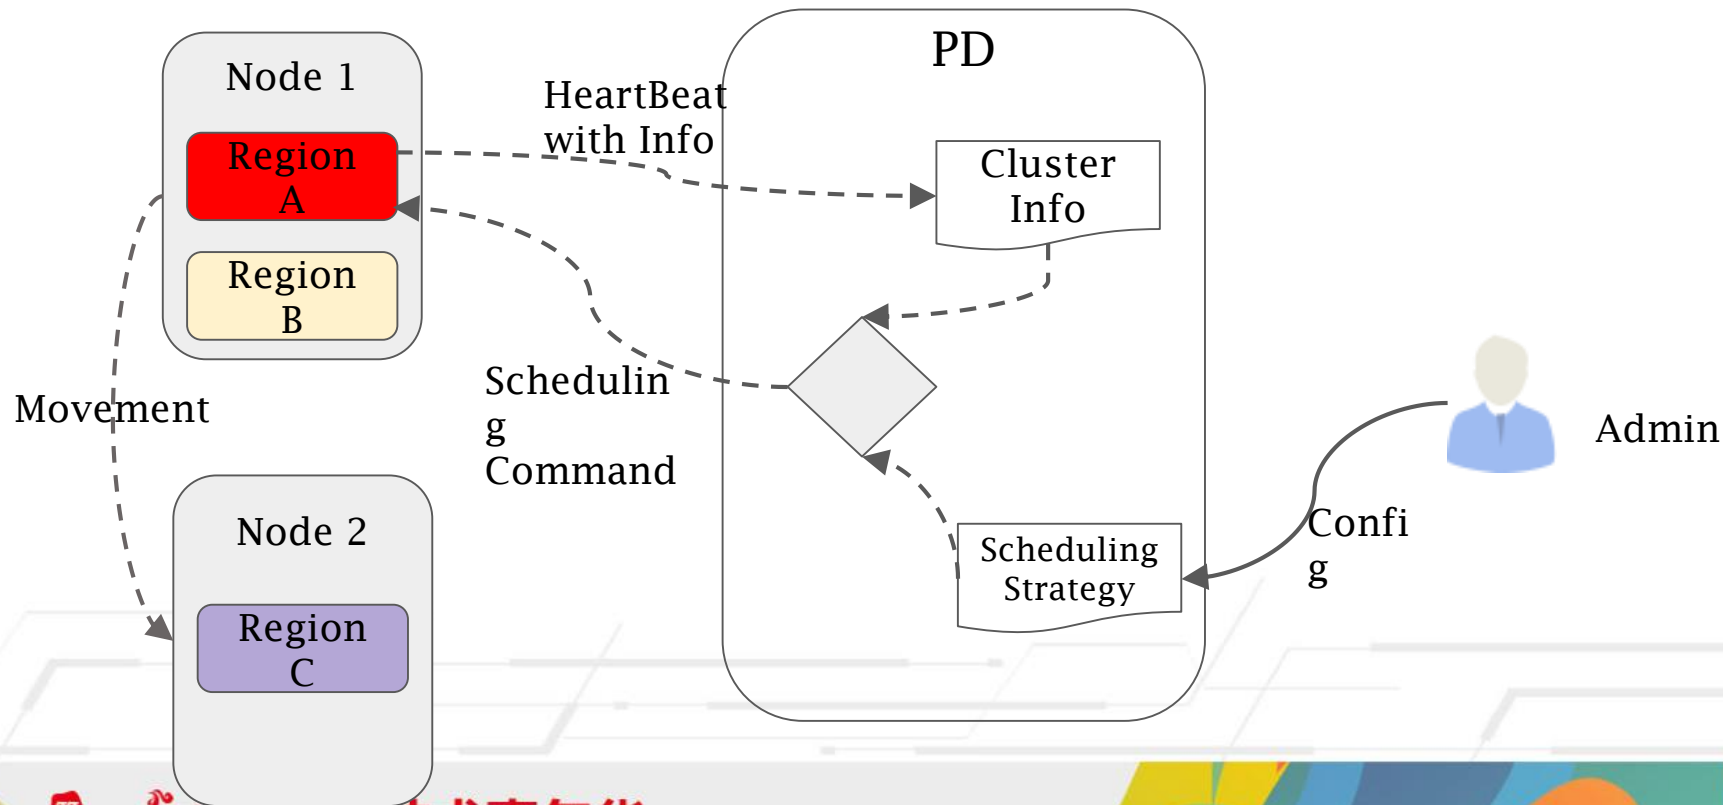 PD
Node 1
HeartBeat
with Info
Region
A
Cluster
Info
Region
B
Schedulin
g
Command
Movement
Admin
Node 2
Confi
g
Scheduling
Strategy
Region
C